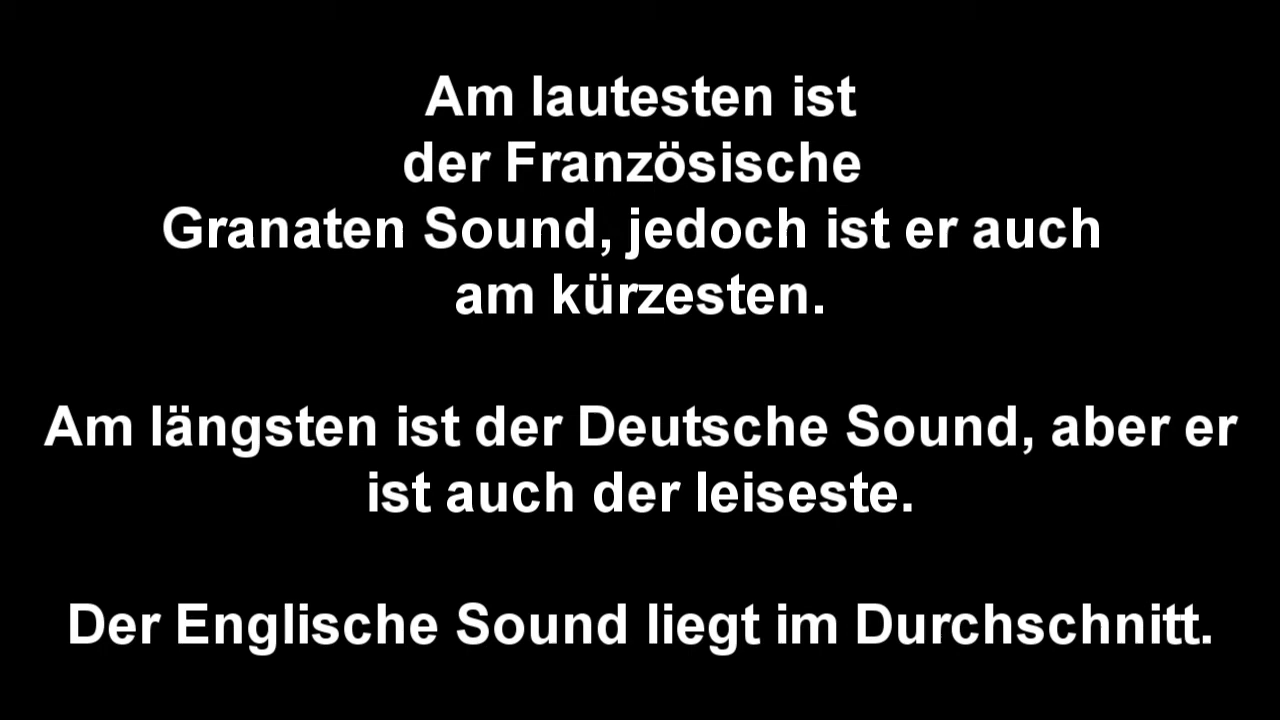 Am lautesten ist
der Französische
Granaten Sound, jedoch ist er auch
am kürzesten.
Am längsten ist der Deutsche Sound, aber er
ist auch der leiseste.
Der Englische Sound liegt im Durchschnitt.